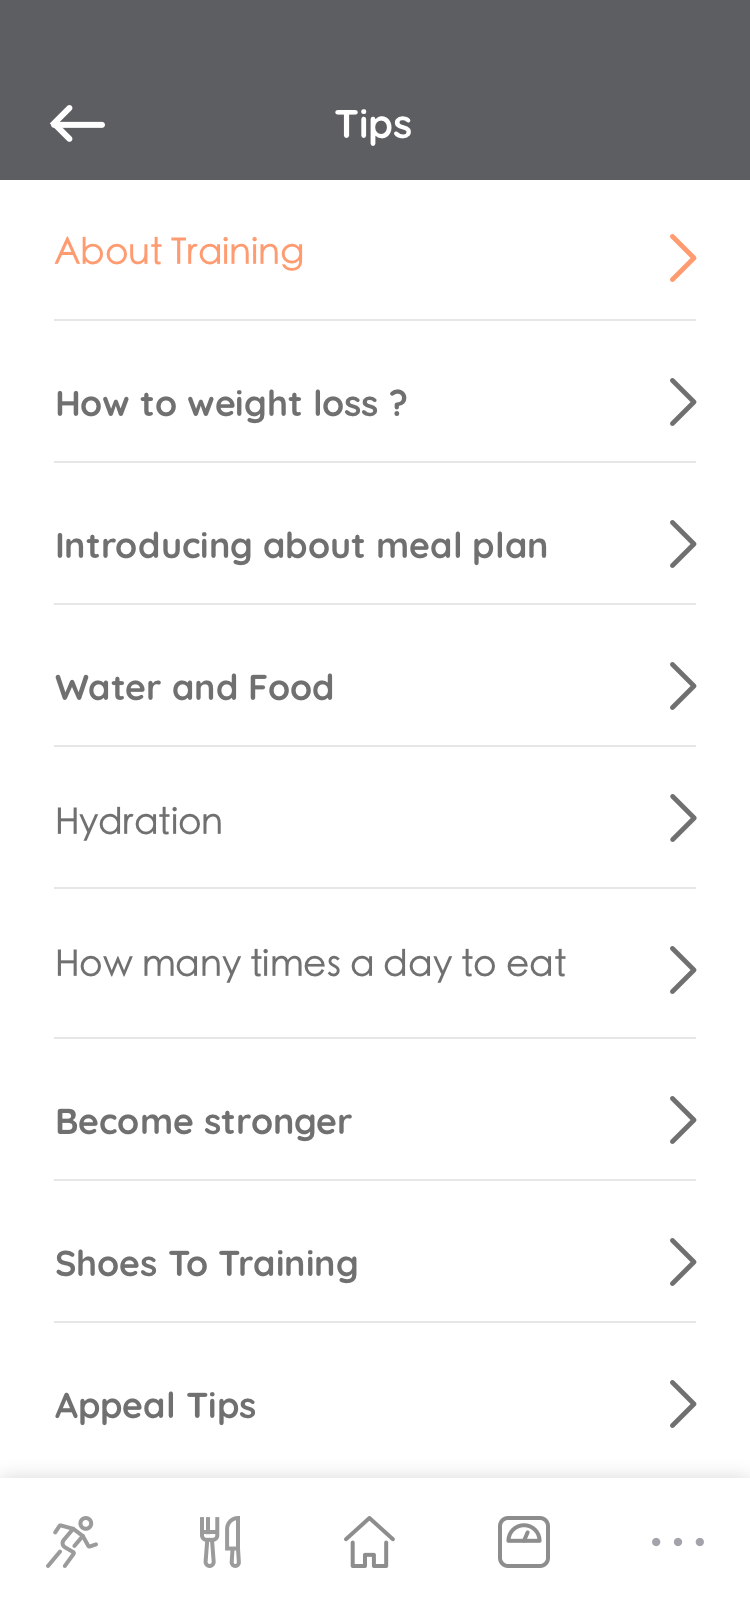 Tips
About Training
How to weight loss ?
Introducing about meal plan
Water and Food
Hydration
How many times a day to eat
Become stronger
Shoes To Training
Appeal Tips